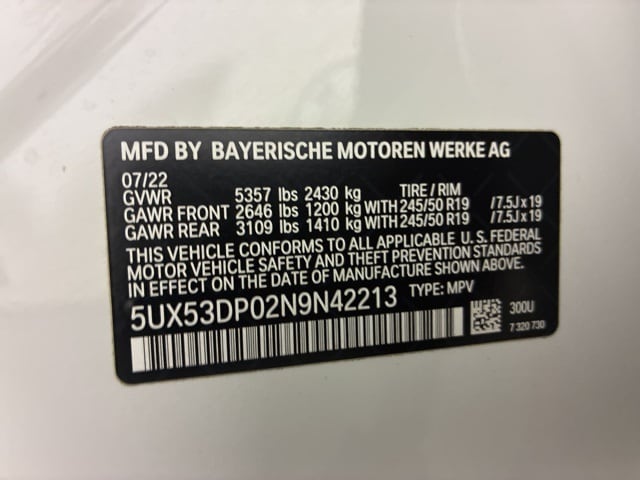 MFD BY BAYERISCHE MOTOREN WERKE AG
07/22
GVWR 5357 lbs 2430 kg TIRE / RIM
GAWR FRONT 2646 lbs 1200 kg WITH 245/50 R19 /7.5J x 19
GAWR REAR 3109 lbs 1410 kg WITH 245/50 R19 /7.5J x 19
THIS VEHICLE CONFORMS TO ALL APPLICABLE U.S. FEDERAL
MOTOR VEHICLE SAFETY AND THEFT PREVENTION STANDARDS
IN EFFECT ON THE DATE OF MANUFACTURE SHOWN ABOVE.
5UX53DP02N9N42213 TYPE: MPV
300U
7 320 730